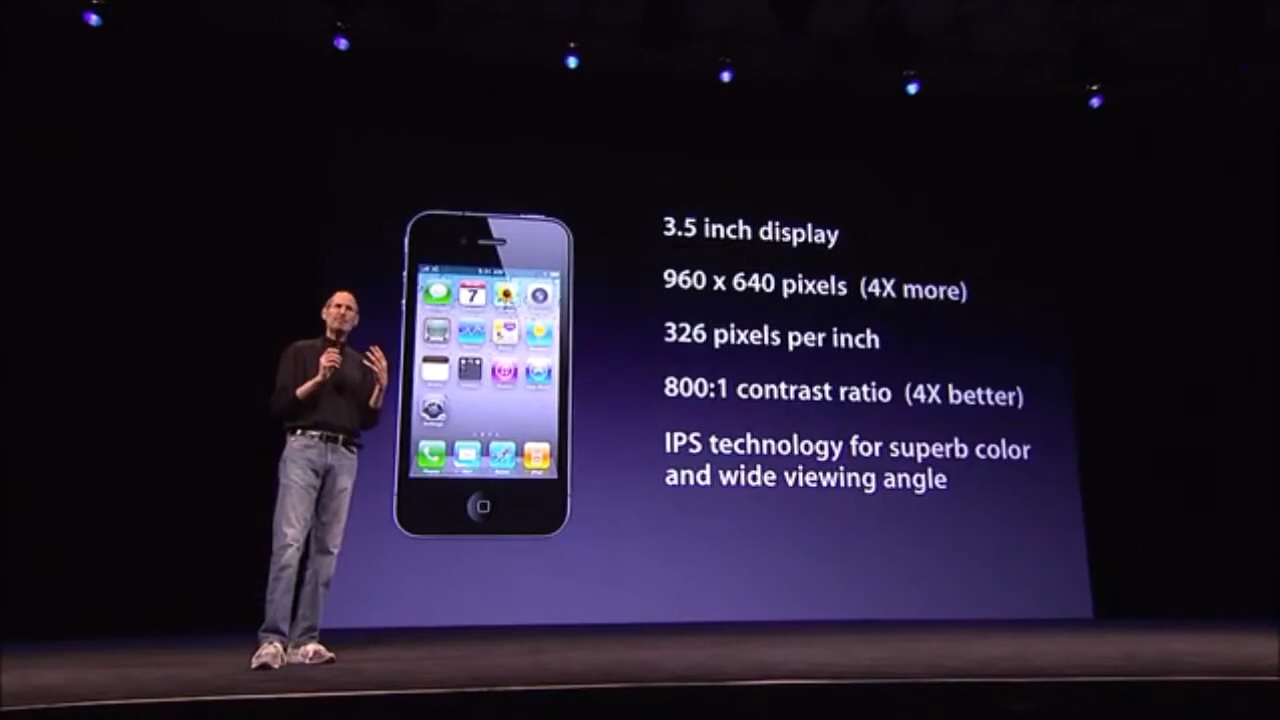 3.5 inch display
960 x 640 pixels (4X more)
326 pixels per inch
800:1 contrast ratio (4X better)
IPS technology for superb color
and wide viewing angle
7